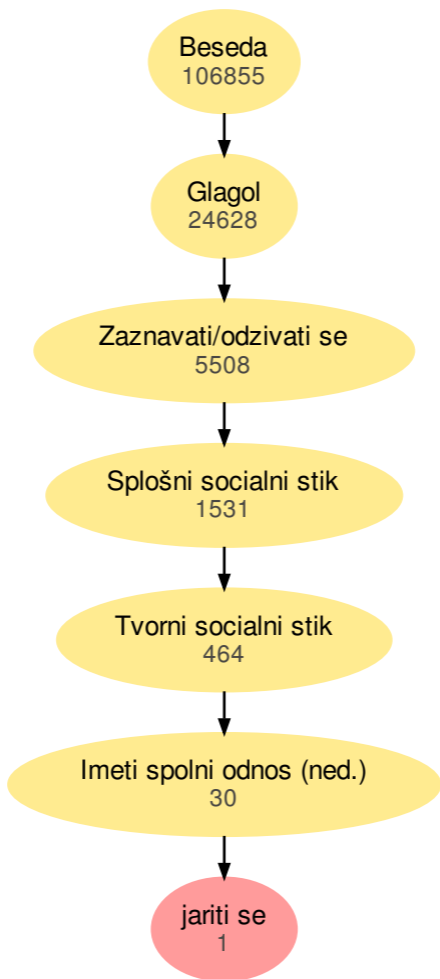 Beseda
106855
Glagol
24628
Zaznavati/odzivati se
5508
Splošni socialni stik
1531
Tvorni socialni stik
464
Imeti spolni odnos (ned.)
30
jariti se
1